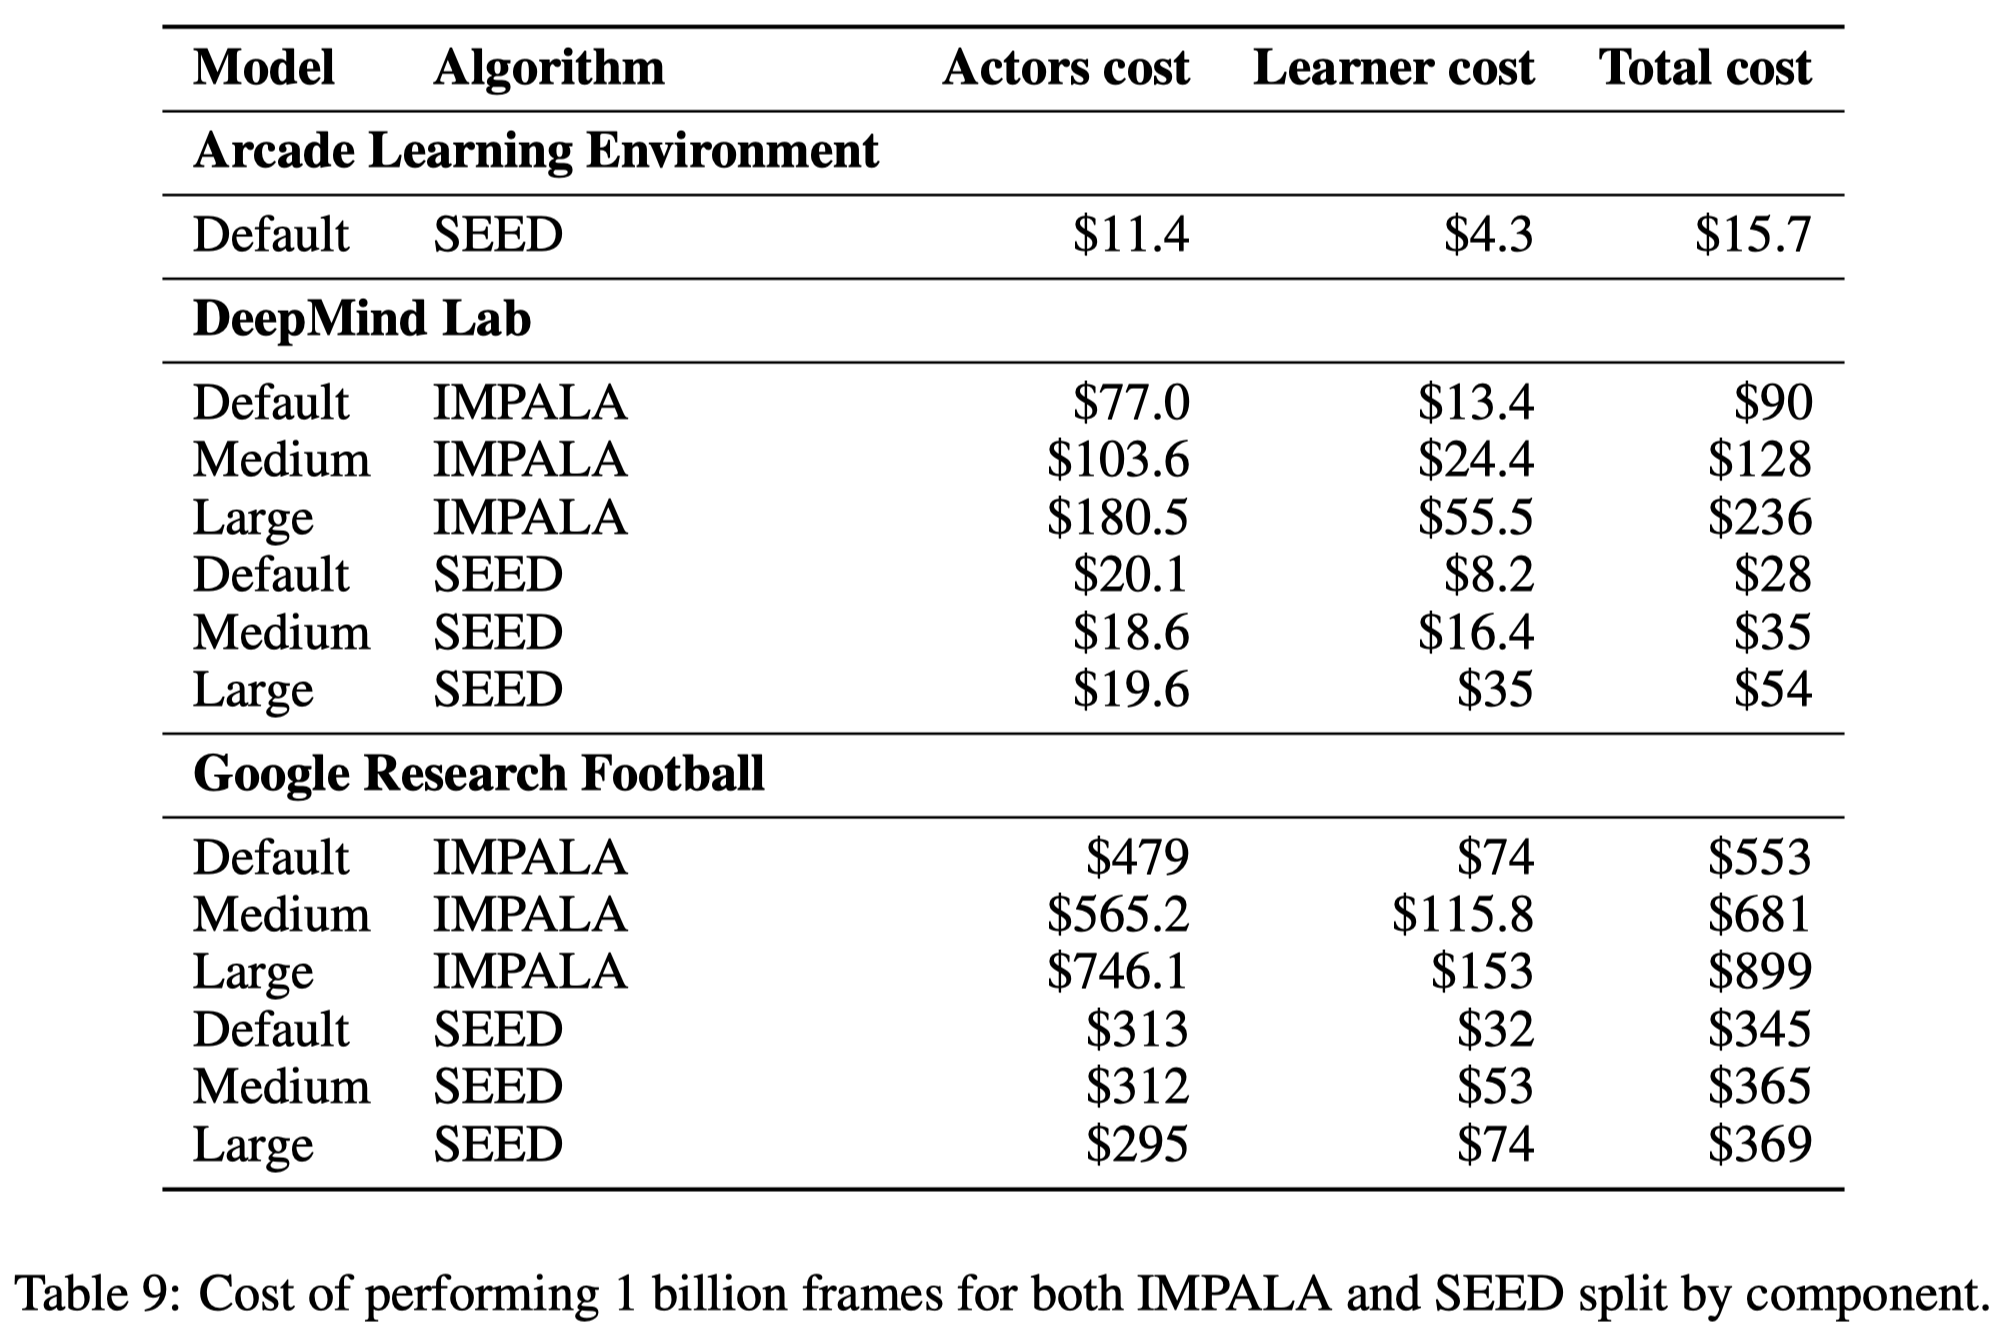 Model Algorithm Actors cost Learner cost Total cost
Arcade Learning Environment
Default SEED $11.4 $4.3 $15.7
DeepMind Lab
Default IMPALA $77.0 $13.4 $90
Medium IMPALA $103.6 $24.4 $128
Large IMPALA $180.5 $55.5 $236
Default SEED $20.1 $8.2 $28
Medium SEED $18.6 $16.4 $35
Large SEED $19.6 $35 $54
Google Research Football
Default IMPALA $479 $74 $553
Medium IMPALA $565.2 $115.8 $681
Large IMPALA $746.1 $153 $899
Default SEED $313 $32 $345
Medium SEED $312 $53 $365
Large SEED $295 $74 $369
Table 9: Cost of performing 1 billion frames for both IMPALA and SEED split by component.